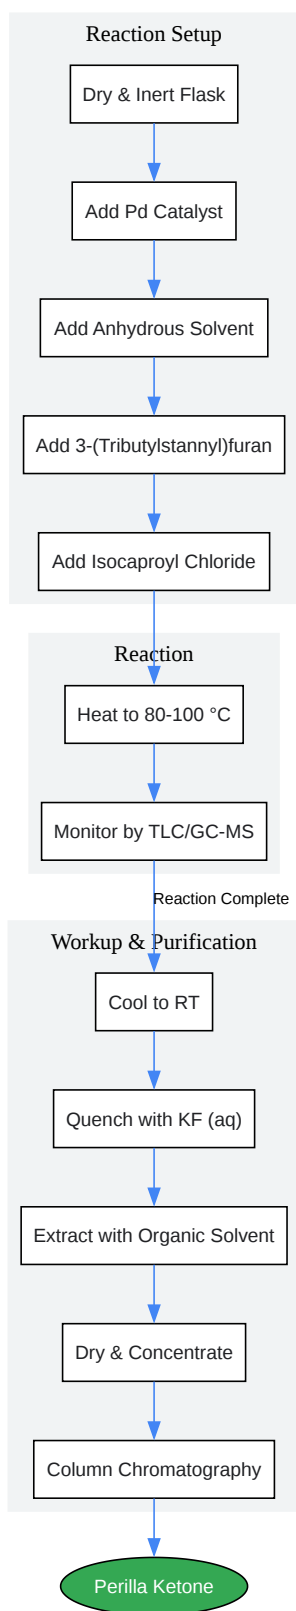 Reaction Setup
Dry & Inert Flask
Add Pd Catalyst
Add Anhydrous Solvent
Add 3-(Tributylstannyl)furan
Add Isocaproyl Chloride
Reaction
Heat to 80-100 °C
Monitor by TLC/GC-MS
Reaction Complete
Workup & Purification
Cool to RT
Quench with KF (aq)
Extract with Organic Solvent
Dry & Concentrate
Column Chromatography
Perilla Ketone